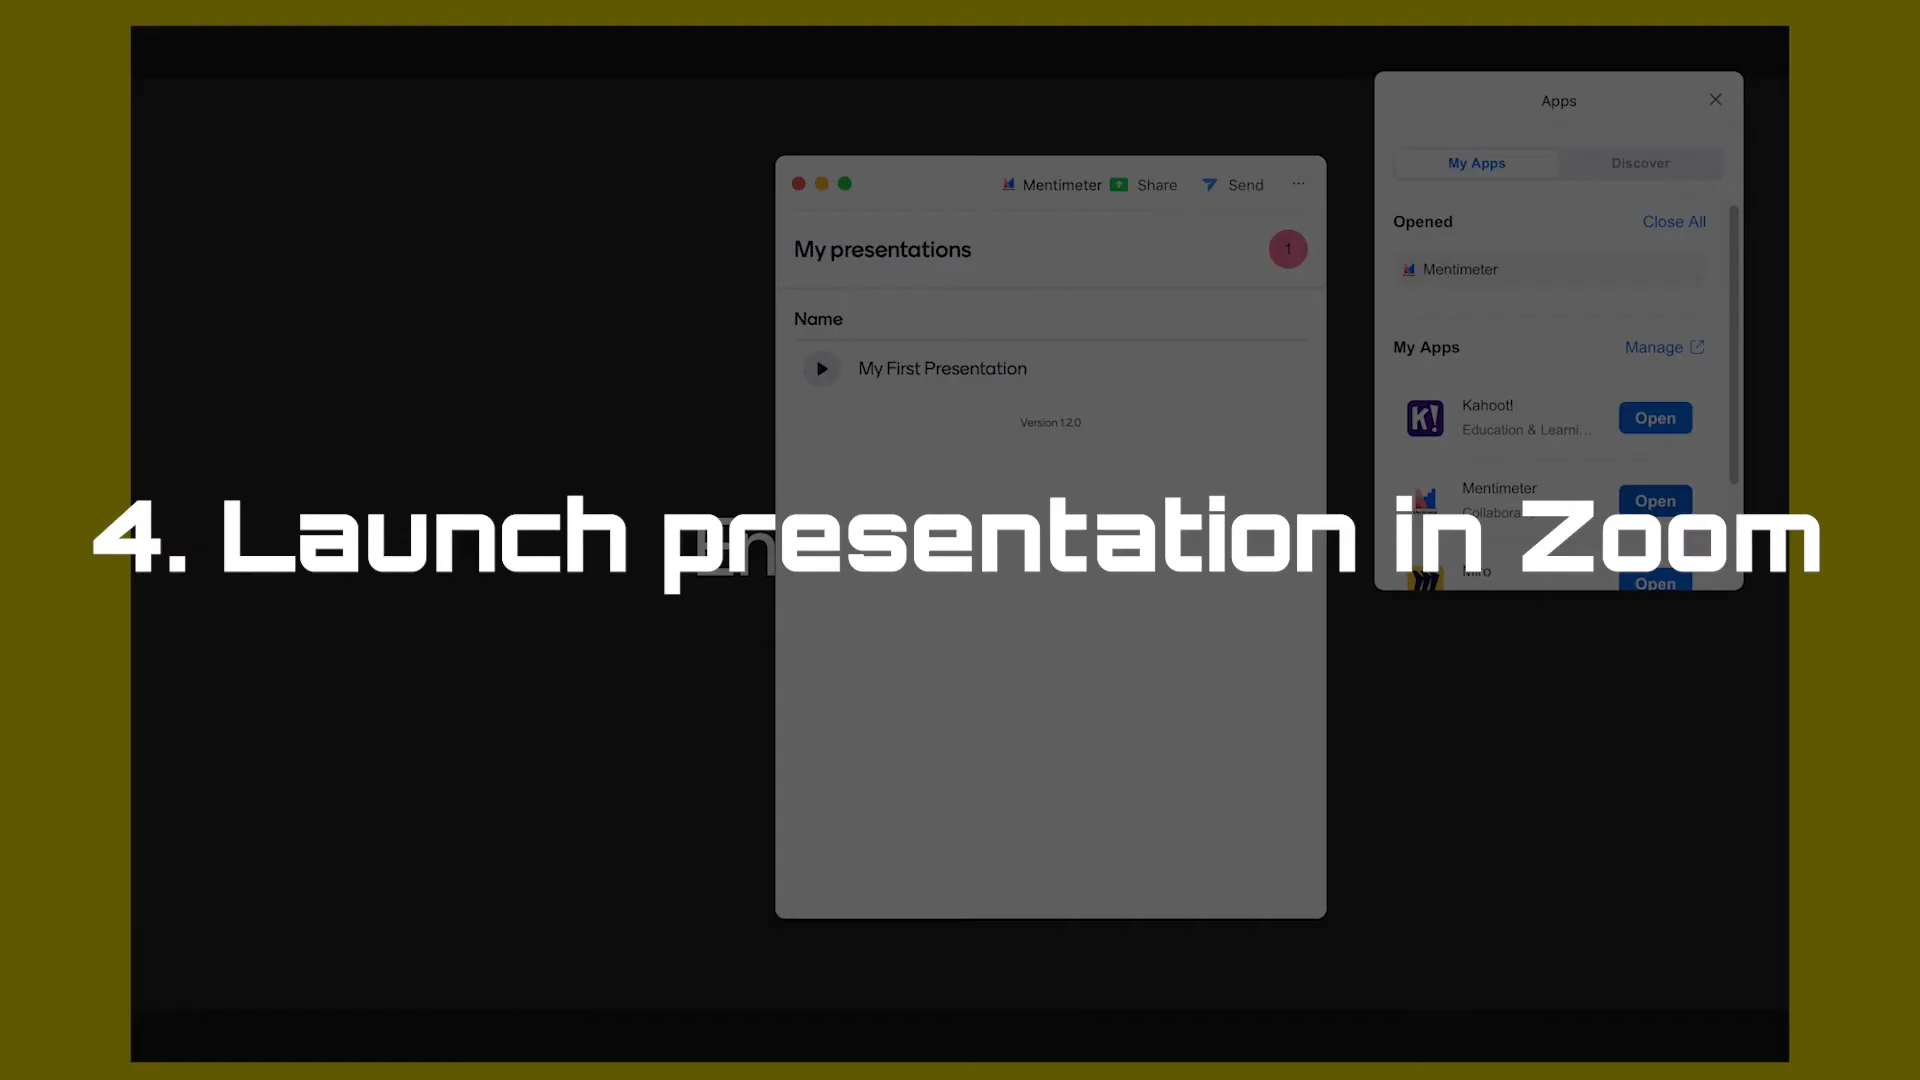 Apps
My Apps
Discover
Mentimeter
Share
Send
Opened
Close All
My presentations
1
Mentimeter
Name
My Apps
Manage
My First Presentation
Kahoot!
Education & Learni...
Open
Version 1.2.0
Mentimeter
Open
4. Launch presentation in Zoom
Miro
Open